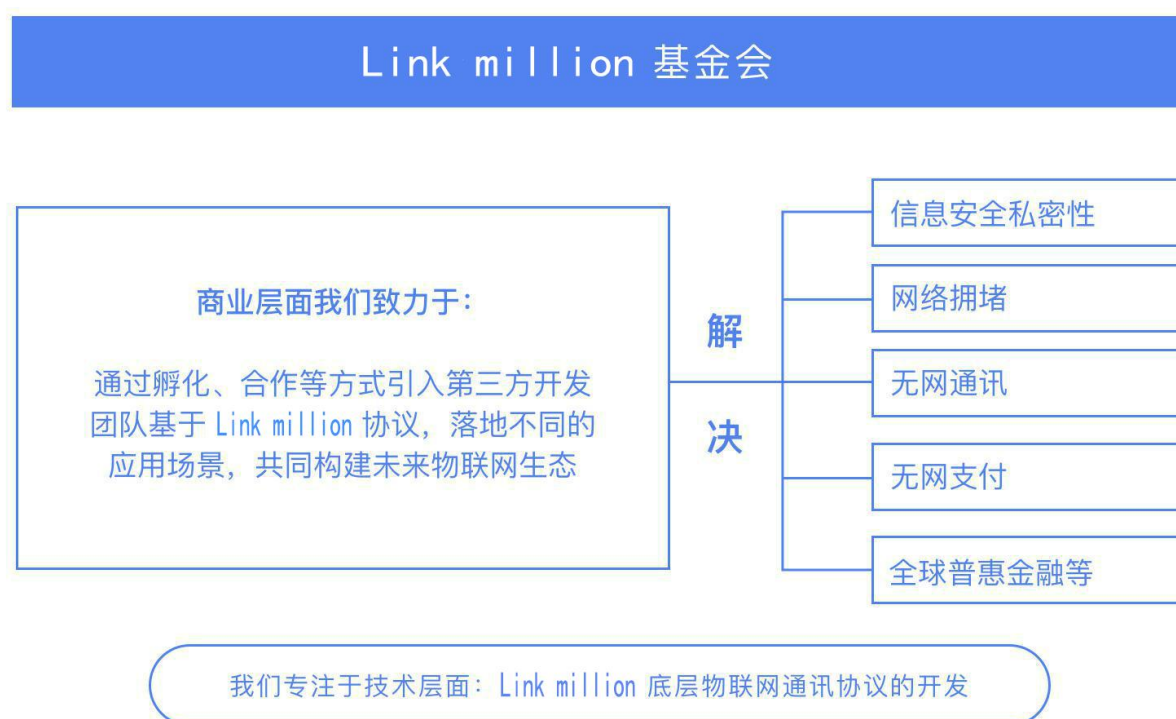 Link million 基金会
商业层面我们致力于：
通过孵化、合作等方式引入第三方开发
团队基于 Link million 协议，落地不同的
应用场景，共同构建未来物联网生态
解
决
信息安全私密性
网络拥堵
无网通讯
无网支付
全球普惠金融等
我们专注于技术层面：Link million 底层物联网通讯协议的开发